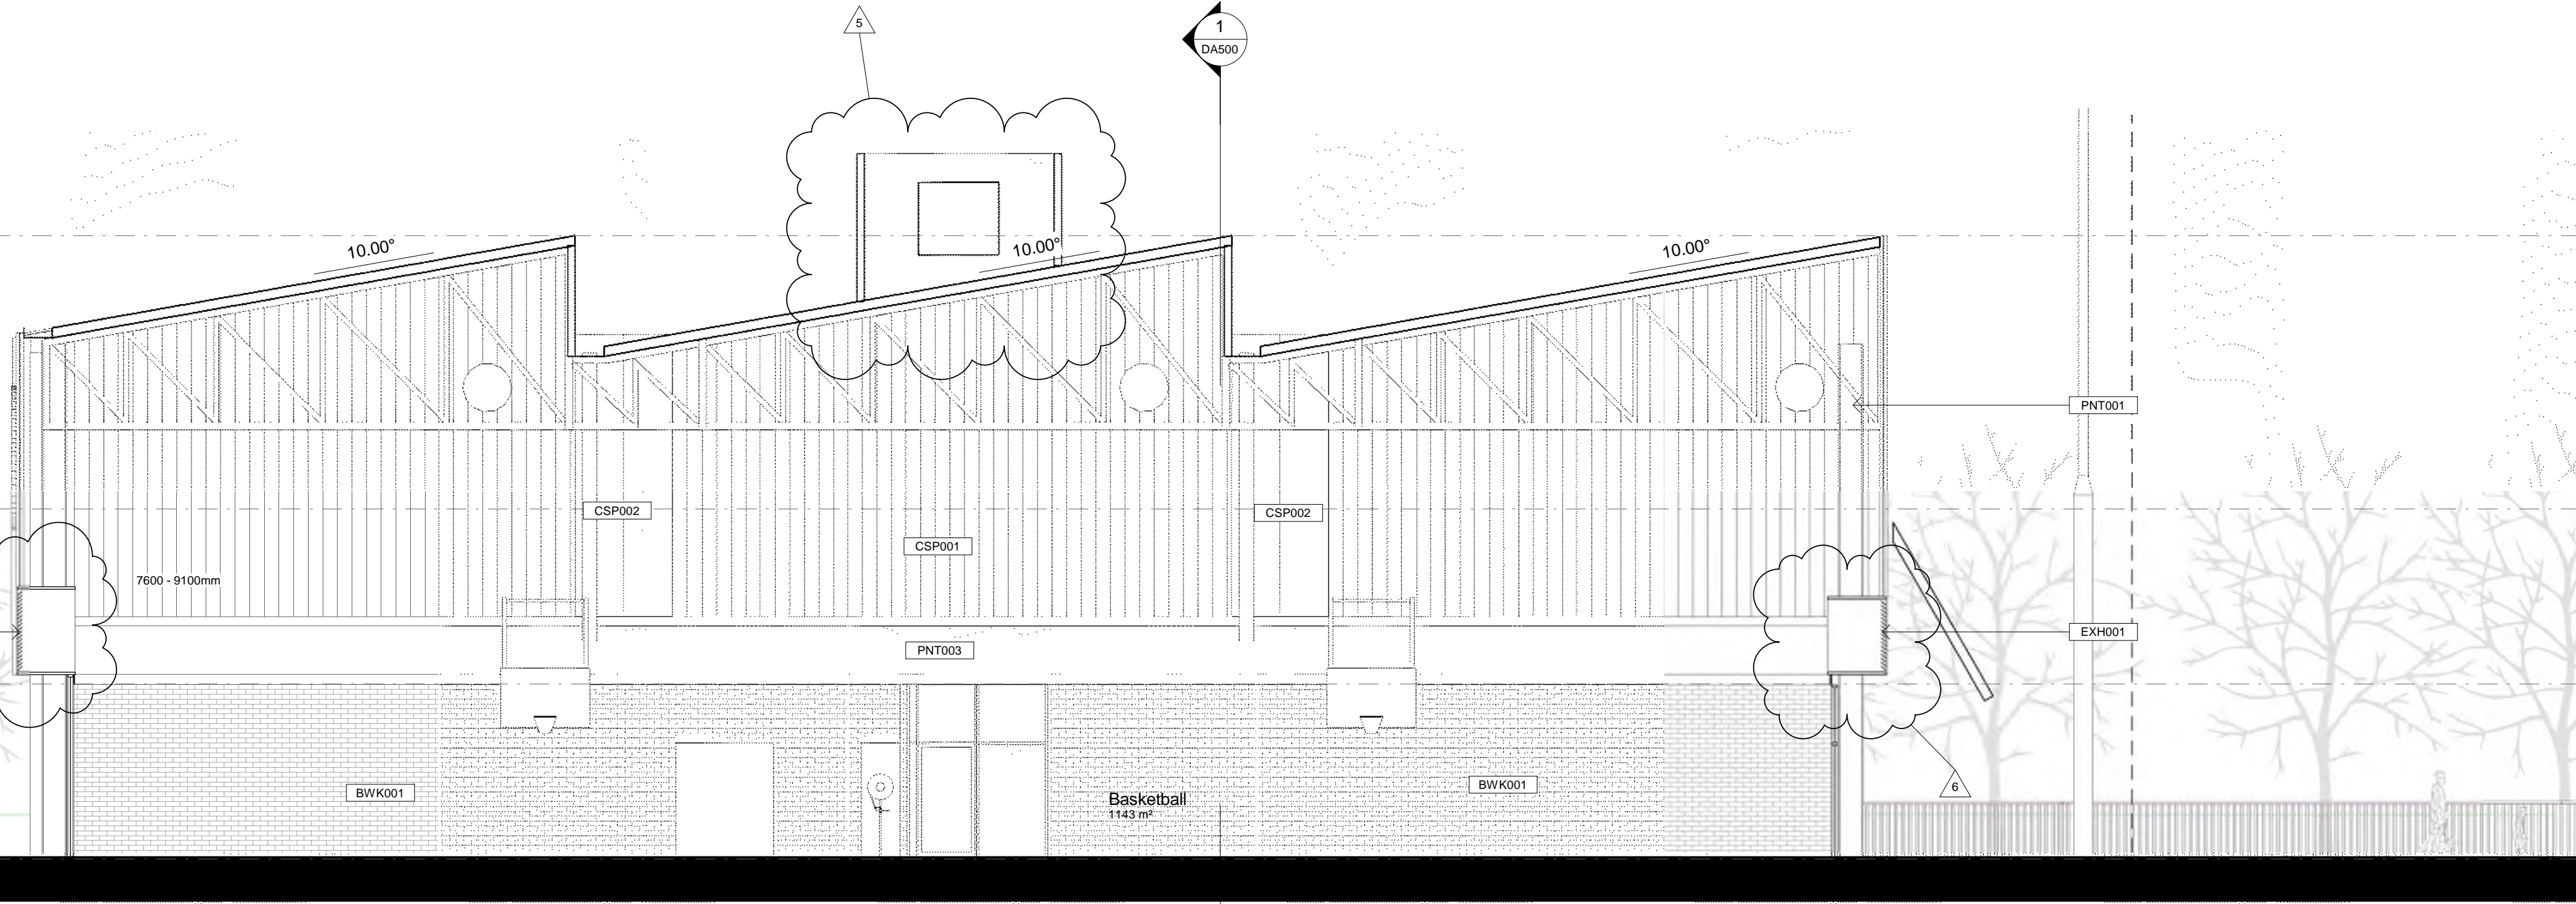 5
1
DA500
10.00°
10.00°
10.00°
PNT001
CSP002
CSP002
CSP001
7600 - 9100mm
EXH001
PNT003
BWK001
BWK001
6
Basketball
1143 m²